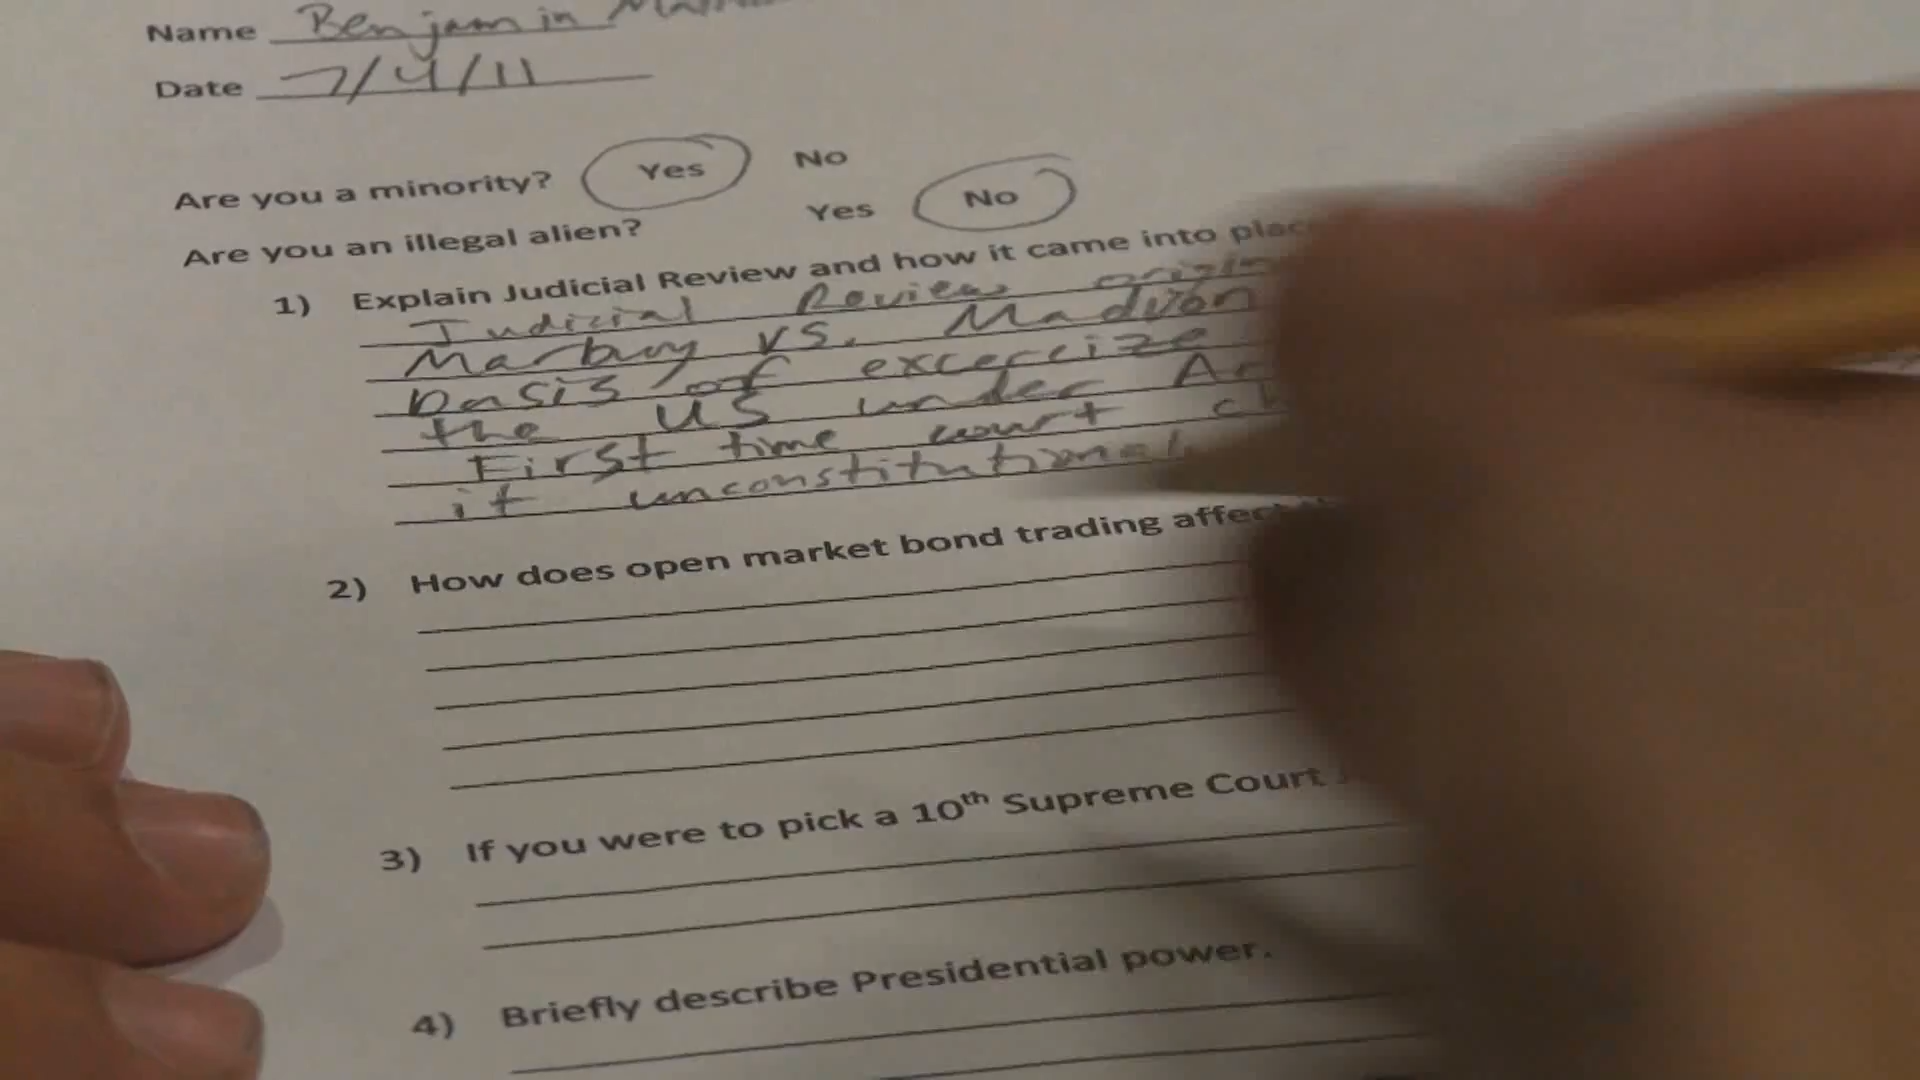 Name Benjamin
Date 7/4/11
Are you a minority? Yes No
Are you an illegal alien? Yes No
1) Explain Judicial Review and how it came into
Judicial Review
Marbury vs. Madison
basis of excercize
the US under
First time court
it unconstitutional
2) How does open market bond trading affect
3) If you were to pick a 10th Supreme Court
4) Briefly describe Presidential power.